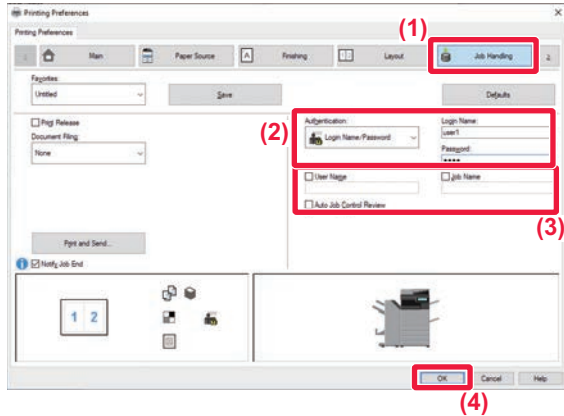 Printing Preferences
Printing Preferences
(1)
Main
Paper Source
A
Finishing
Layout
Job Handling
2
Favorites:
Untitled
Save
Defaults
Print Release
Document Filing:
None
(2)
Authentication:
Login Name/Password
Login Name:
user1
Password:
••••
User Name
Job Name
Auto Job Control Review
(3)
Print and Send...
Notify Job End
1 2
OK
Cancel
Help
(4)